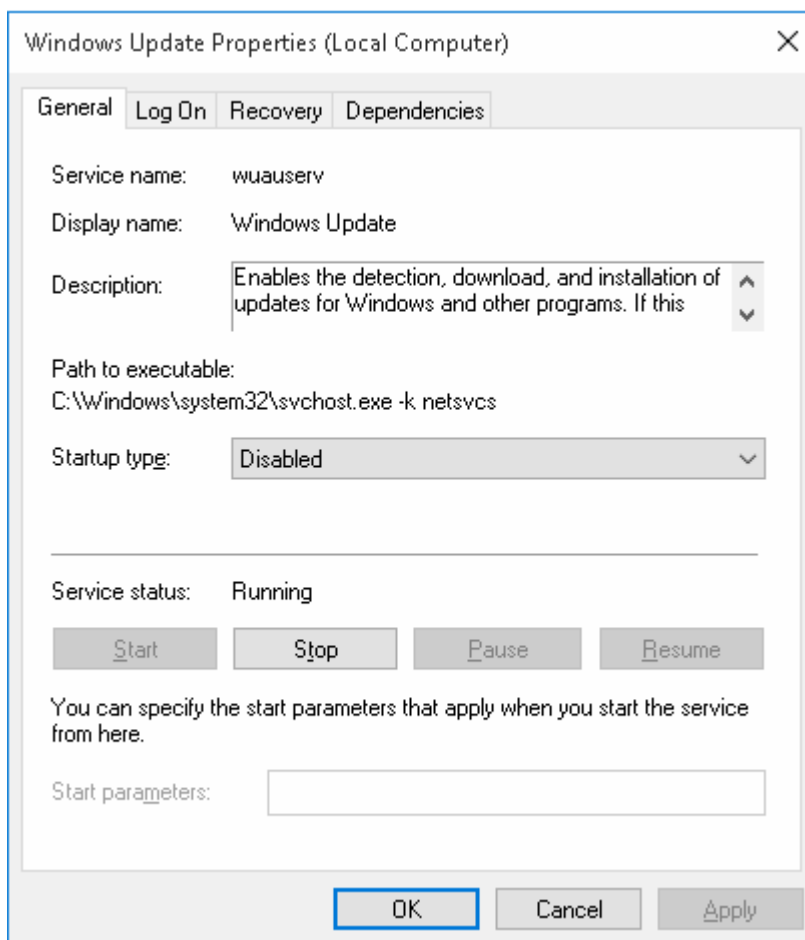 Windows Update Properties (Local Computer)
General Log On Recovery Dependencies
Service name: wuauserv
Display name: Windows Update
Description: Enables the detection, download, and installation of
updates for Windows and other programs. If this
Path to executable:
C:\Windows\system32\svchost.exe -k netsvcs
Startup type: Disabled
Service status: Running
Start Stop Pause Resume
You can specify the start parameters that apply when you start the service
from here.
Start parameters:
OK Cancel Apply